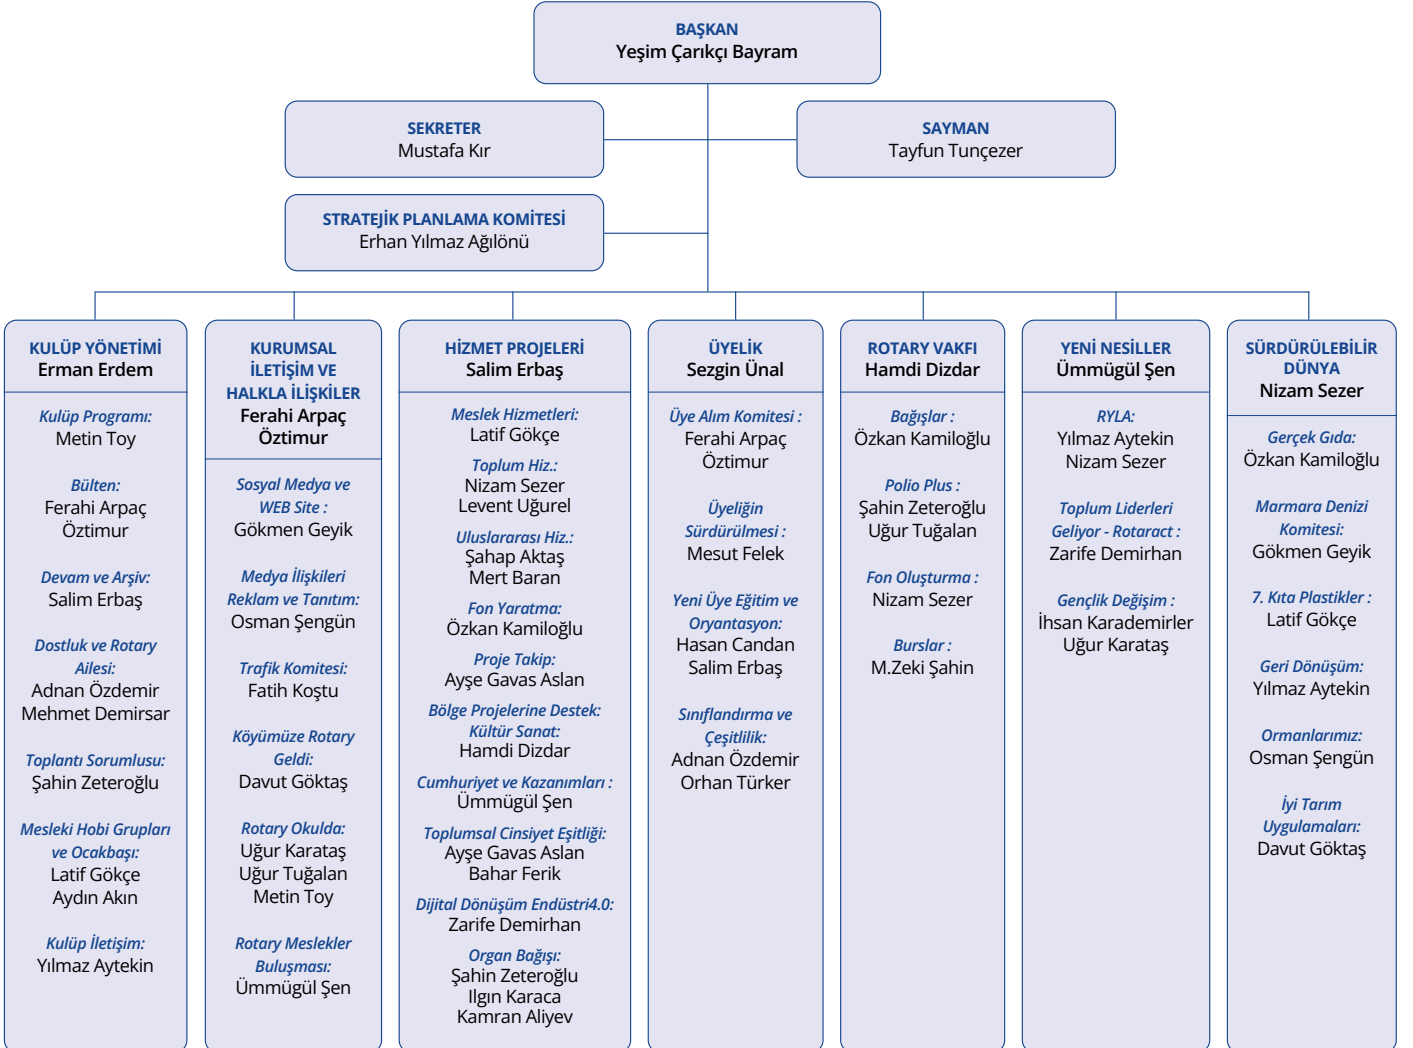 BAŞKAN
Yeşim Çarıkçı Bayram
SEKRETER
Mustafa Kır
SAYMAN
Tayfun Tunçezer
STRATEJİK PLANLAMA KOMİTESİ
Erhan Yılmaz Ağılönü
KULÜP YÖNETİMİ
Erman Erdem
Kulüp Programı:
Metin Toy
Bülten:
Ferahi Arpaç
Öztimur
Devam ve Arşiv:
Salim Erbaş
Dostluk ve Rotary
Ailesi:
Adnan Özdemir
Mehmet Demirsar
Toplantı Sorumlusu:
Şahin Zeteroğlu
Mesleki Hobi Grupları
ve Ocakbaşı:
Latif Gökçe
Aydın Akın
Kulüp İletişim:
Yılmaz Aytekin
KURUMSAL
İLETİŞİM VE
HALKLA İLİŞKİLER
Ferahi Arpaç
Öztimur
Sosyal Medya ve
WEB Site :
Gökmen Geyik
Medya İlişkileri
Reklam ve Tanıtım:
Osman Şengün
Trafik Komitesi:
Fatih Koştu
Köyümüze Rotary
Geldi:
Davut Göktaş
Rotary Okulda:
Uğur Karataş
Uğur Tuğalan
Metin Toy
Rotary Meslekler
Buluşması:
Ümmügül Şen
HİZMET PROJELERİ
Salim Erbaş
Meslek Hizmetleri:
Latif Gökçe
Toplum Hiz.:
Nizam Sezer
Levent Uğurel
Uluslararası Hiz.:
Şahap Aktaş
Mert Baran
Fon Yaratma:
Özkan Kamiloğlu
Proje Takip:
Ayşe Gavas Aslan
Bölge Projelerine Destek:
Kültür Sanat:
Hamdi Dizdar
Cumhuriyet ve Kazanımları :
Ümmügül Şen
Toplumsal Cinsiyet Eşitliği:
Ayşe Gavas Aslan
Bahar Ferik
Dijital Dönüşüm Endüstri4.0:
Zarife Demirhan
Organ Bağışı:
Şahin Zeteroğlu
Ilgın Karaca
Kamran Aliyev
ÜYELİK
Sezgin Ünal
Üye Alım Komitesi :
Ferahi Arpaç
Öztimur
Üyeliğin
Sürdürülmesi :
Mesut Felek
Yeni Üye Eğitim ve
Oryantasyon:
Hasan Candan
Salim Erbaş
Sınıflandırma ve
Çeşitlilik:
Adnan Özdemir
Orhan Türker
ROTARY VAKFI
Hamdi Dizdar
Bağışlar :
Özkan Kamiloğlu
Polio Plus :
Şahin Zeteroğlu
Uğur Tuğalan
Fon Oluşturma :
Nizam Sezer
Burslar :
M.Zeki Şahin
YENİ NESİLLER
Ümmügül Şen
RYLA:
Yılmaz Aytekin
Nizam Sezer
Toplum Liderleri
Geliyor - Rotaract :
Zarife Demirhan
Gençlik Değişim :
İhsan Karademirler
Uğur Karataş
SÜRDÜRÜLEBİLİR
DÜNYA
Nizam Sezer
Gerçek Gıda:
Özkan Kamiloğlu
Marmara Denizi
Komitesi:
Gökmen Geyik
7. Kıta Plastikler :
Latif Gökçe
Geri Dönüşüm:
Yılmaz Aytekin
Ormanlarımız:
Osman Şengün
İyi Tarım
Uygulamaları:
Davut Göktaş